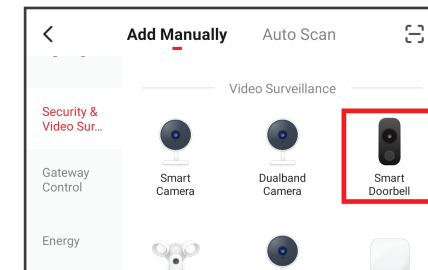 Add Manually Auto Scan
Video Surveillance
Security &
Video Sur...
Smart
Camera
Dualband
Camera
Smart
Doorbell
Gateway
Control
Energy